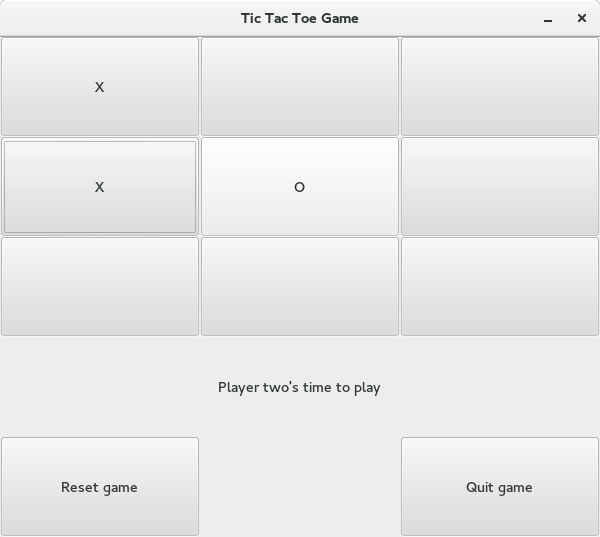 Tic Tac Toe Game
X
X O
Player two's time to play
Reset game Quit game